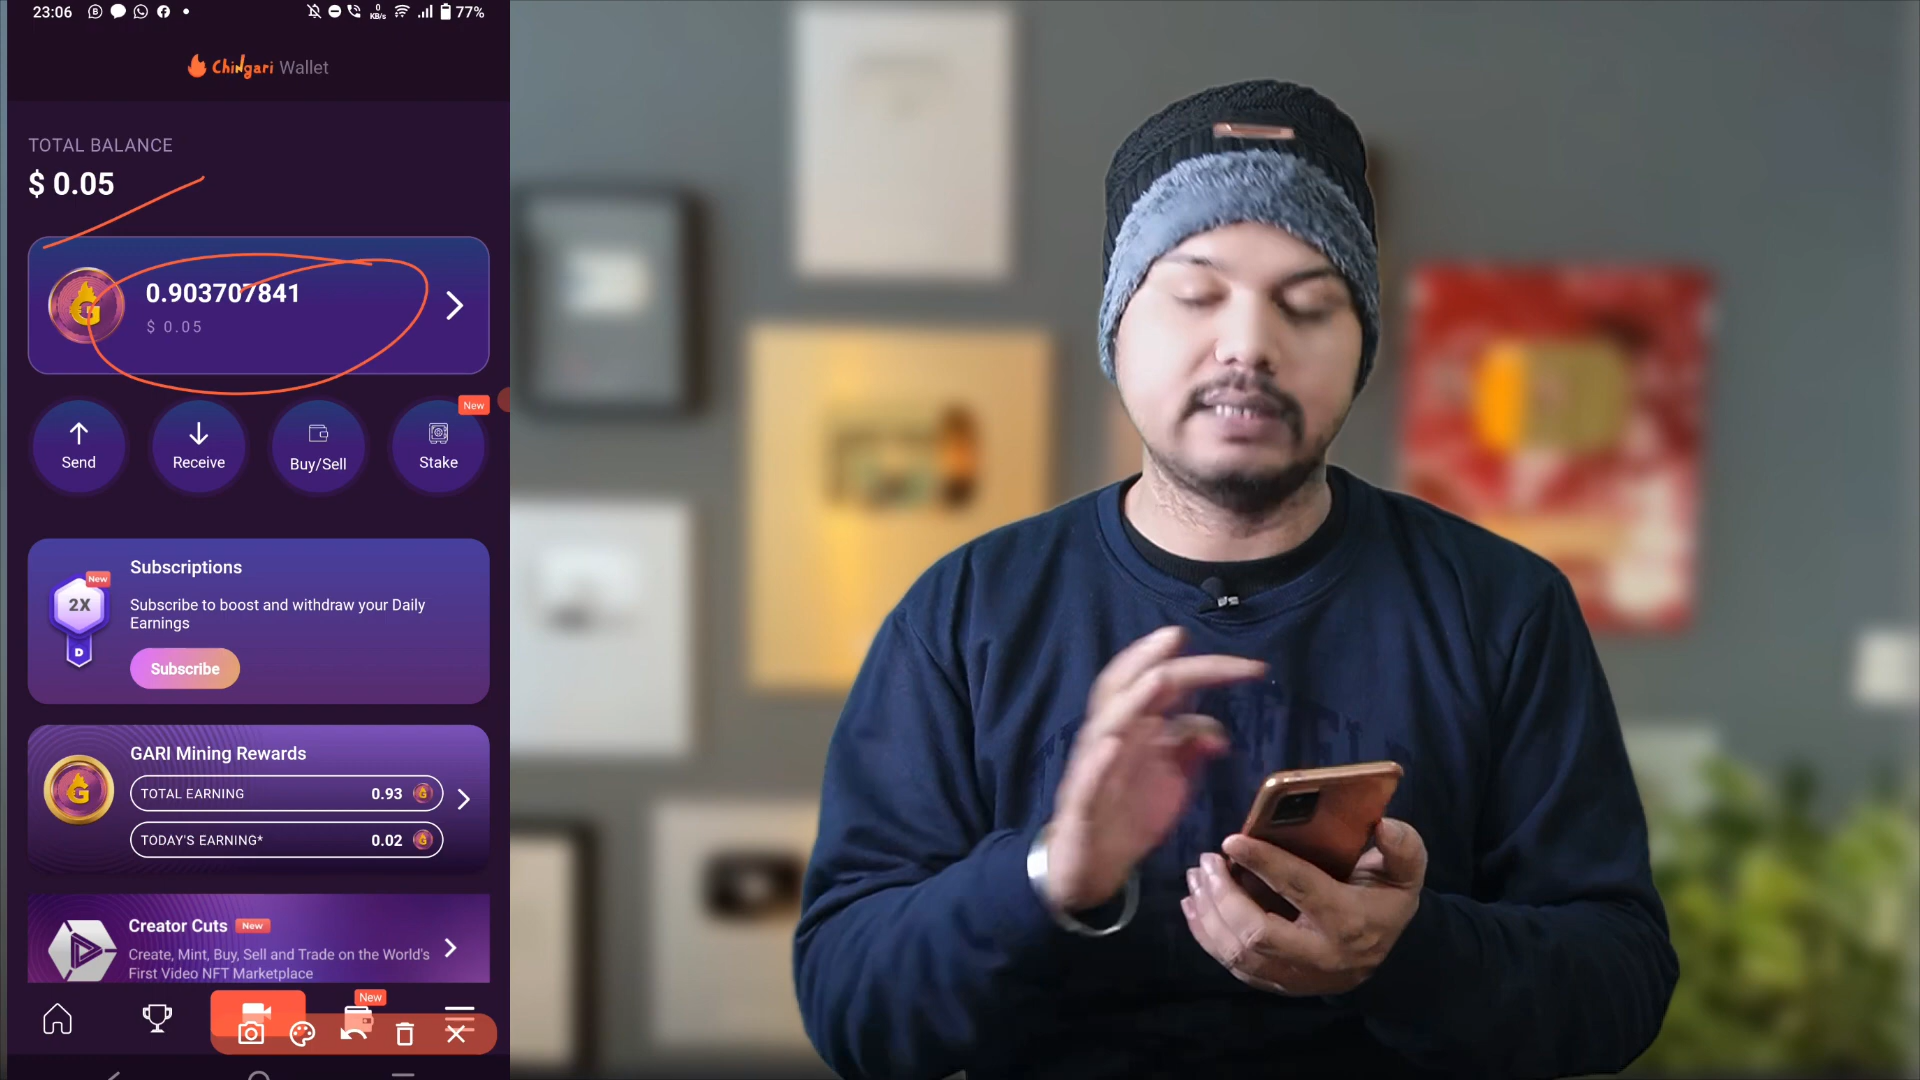 23:06
0
KB/s
77%
Chingari Wallet
TOTAL BALANCE
$ 0.05
0.903707841
$ 0.05
New
Send
Receive
Buy/Sell
Stake
Subscriptions
New
2X
D
Subscribe to boost and withdraw your Daily
Earnings
Subscribe
GARI Mining Rewards
TOTAL EARNING 0.93
TODAY'S EARNING* 0.02
Creator Cuts New
Create, Mint, Buy, Sell and Trade on the World's
First Video NFT Marketplace
New